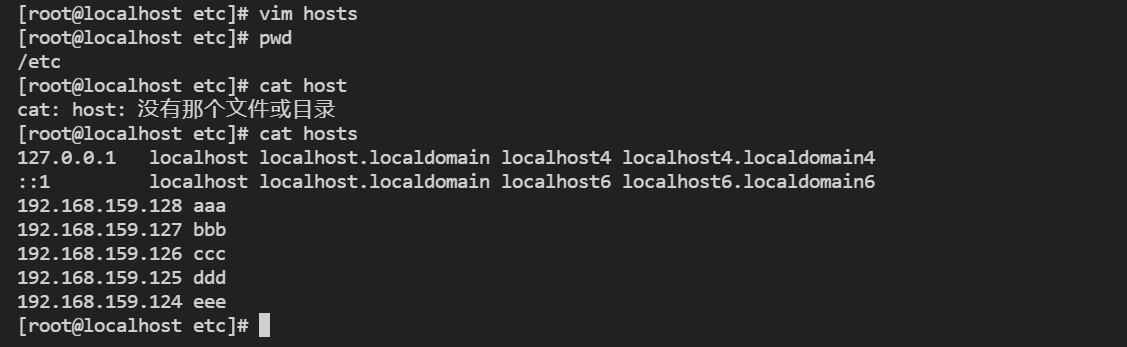 [root@localhost etc]# vim hosts
[root@localhost etc]# pwd
/etc
[root@localhost etc]# cat host
cat: host: 没有那个文件或目录
[root@localhost etc]# cat hosts
127.0.0.1   localhost localhost.localdomain localhost4 localhost4.localdomain4
::1         localhost localhost.localdomain localhost6 localhost6.localdomain6
192.168.159.128 aaa
192.168.159.127 bbb
192.168.159.126 ccc
192.168.159.125 ddd
192.168.159.124 eee
[root@localhost etc]#